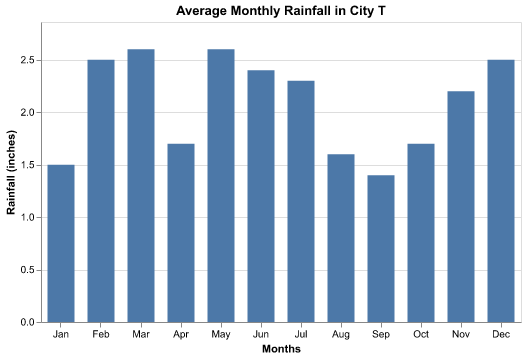 Average Monthly Rainfall in City T
Rainfall (inches)
2.5
2.0
1.5
1.0
0.5
0.0
Jan Feb Mar Apr May Jun Jul Aug Sep Oct Nov Dec
Months